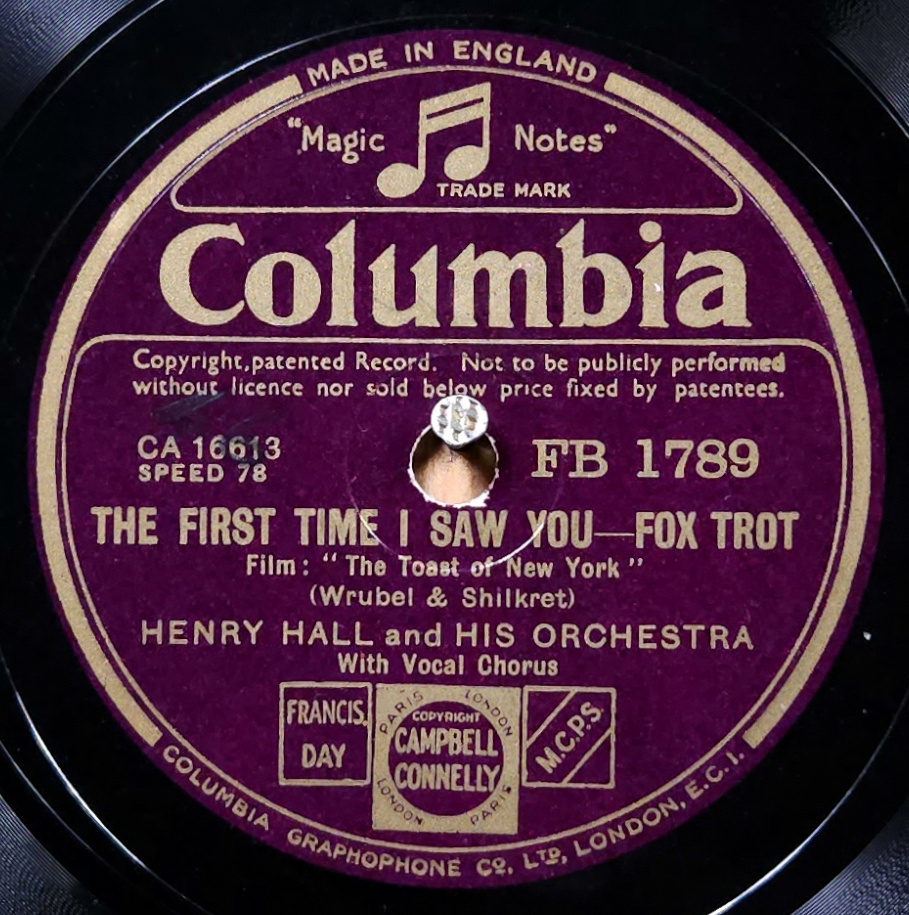 MADE IN ENGLAND
"Magic Notes"
TRADE MARK
Columbia
Copyright,patented Record. Not to be publicly performed
without licence nor sold below price fixed by patentees.
CA 16613 FB 1789
SPEED 78
THE FIRST TIME I SAW YOU—FOX TROT
Film: "The Toast of New York"
(Wrubel & Shilkret)
HENRY HALL and HIS ORCHESTRA
With Vocal Chorus
FRANCIS,
DAY
PARIS LONDON
COPYRIGHT
CAMPBELL
CONNELLY
LONDON PARIS
M.C.P.S.
COLUMBIA GRAPHOPHONE CO. LTD, LONDON, E.C.1.